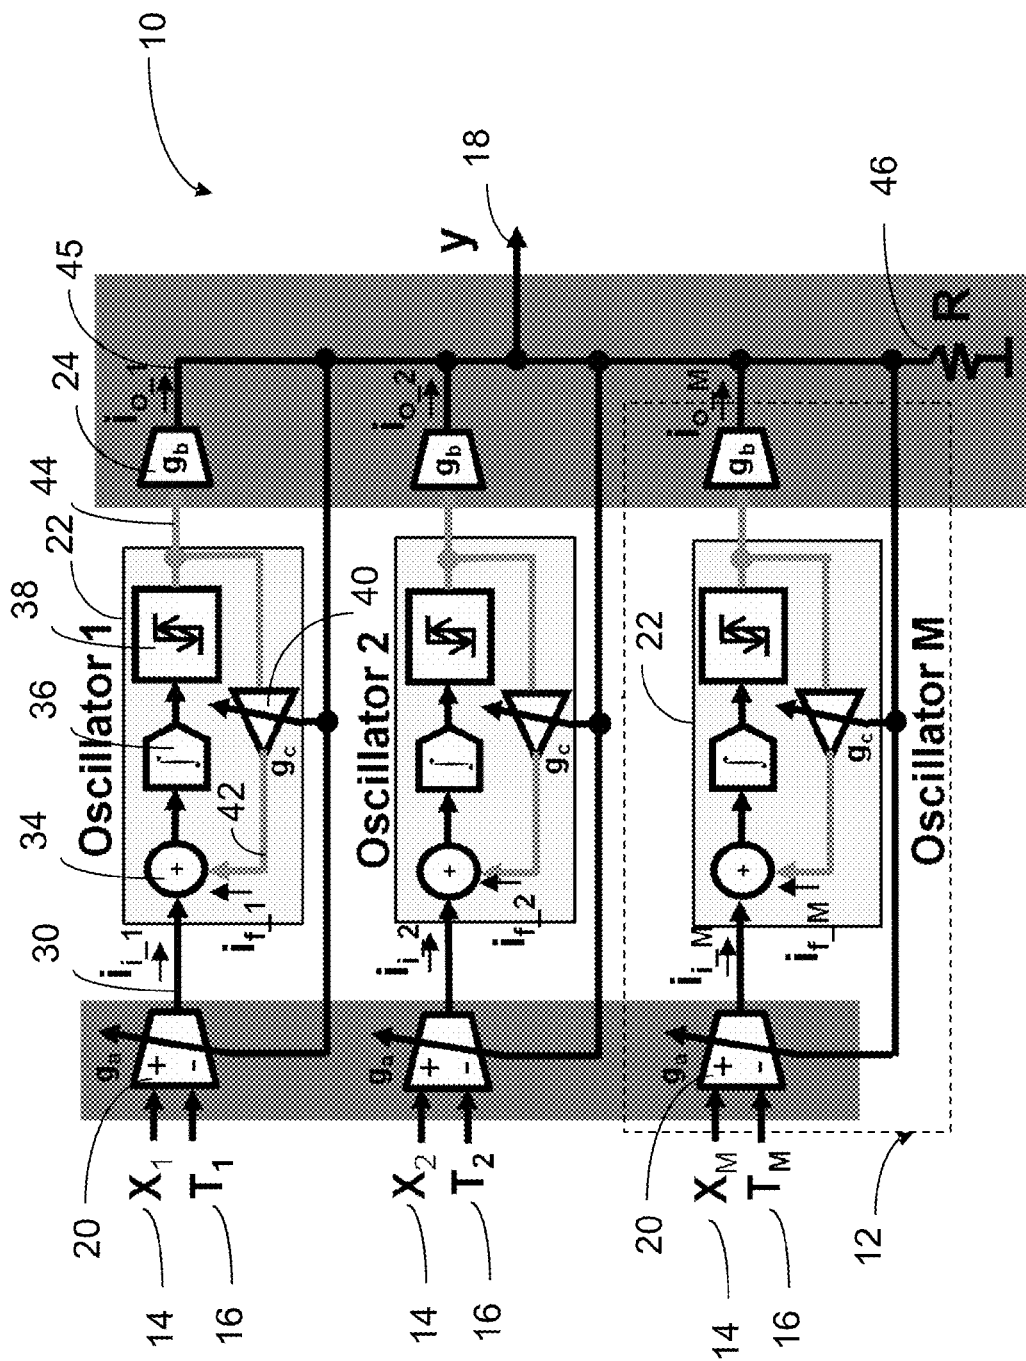 10
45
24
44
22
38
36
34
30
18
46
Oscillator 1
i_o_1
g_b
40
g_c
42
i_f_1
i_i_1
g_a
+
-
+
∫
X_1
T_1
20
14
16
y
Oscillator 2
i_o_2
g_b
g_c
i_f_2
i_i_2
g_a
+
-
+
∫
X_2
T_2
14
16
R
Oscillator M
i_o_M
g_b
22
g_c
i_f_M
i_i_M
g_a
+
-
+
∫
X_M
T_M
20
14
16
12